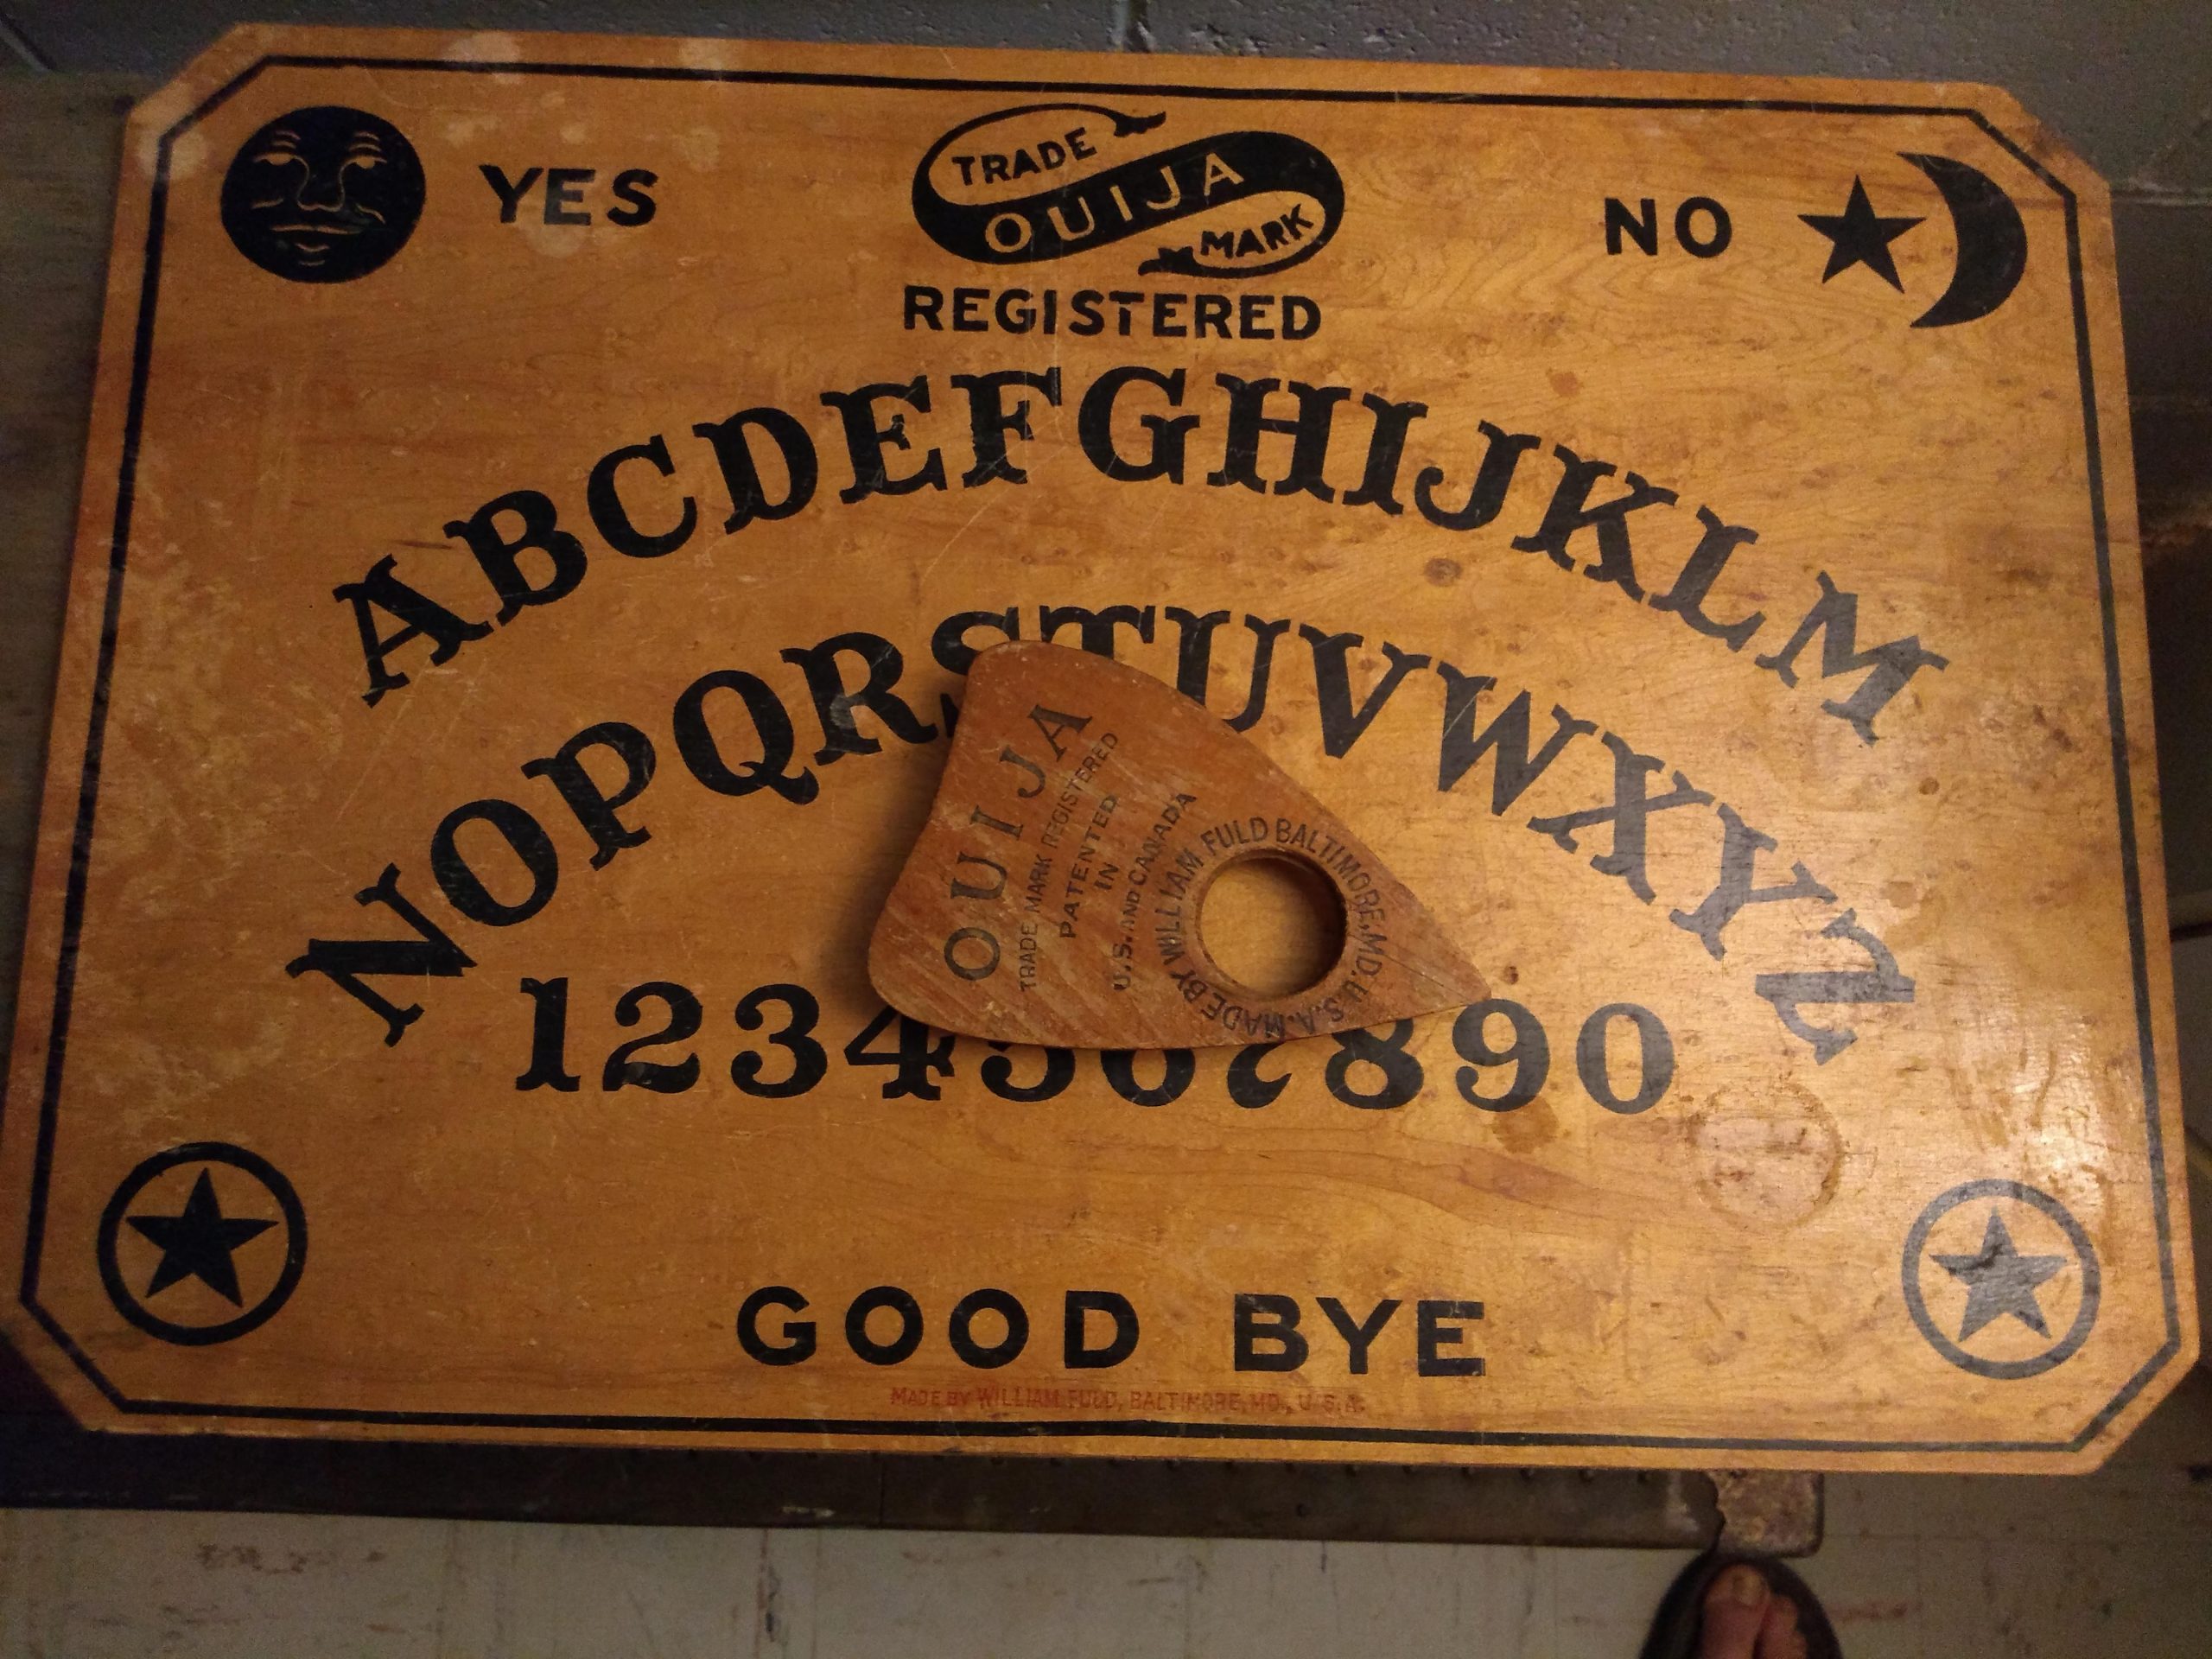 YES
TRADE
OUIJA
MARK
REGISTERED
NO
ABCDEFGHIJKLM
NOPQRSTUVWXYZ
OUIJA
TRADE MARK REGISTERED
PATENTED
IN
U.S. AND CANADA
MADE BY WILLIAM FULD BALTIMORE, MD. U.S.A.
1234567890
GOOD BYE
MADE BY WILLIAM FULD, BALTIMORE, MD., U.S.A.